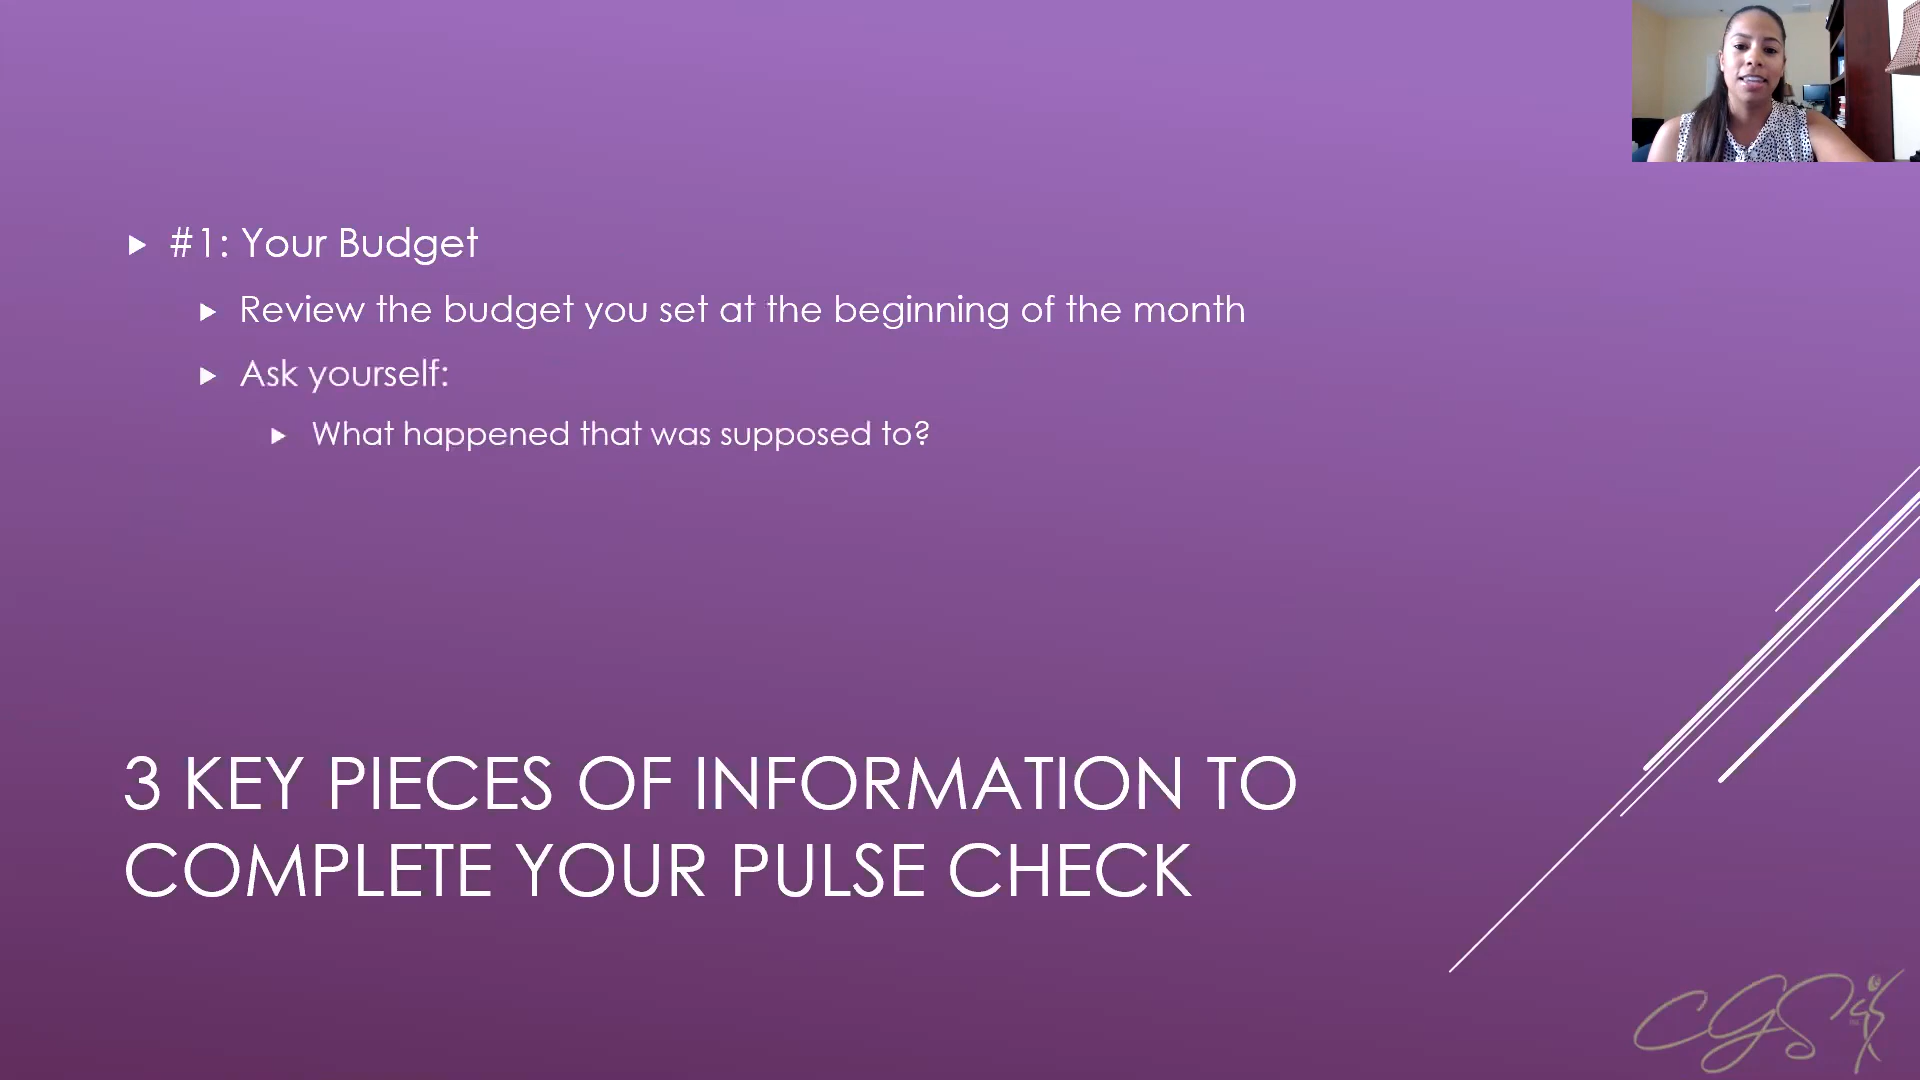 #1: Your Budget
Review the budget you set at the beginning of the month
Ask yourself:
What happened that was supposed to?
3 KEY PIECES OF INFORMATION TO
COMPLETE YOUR PULSE CHECK
CGS